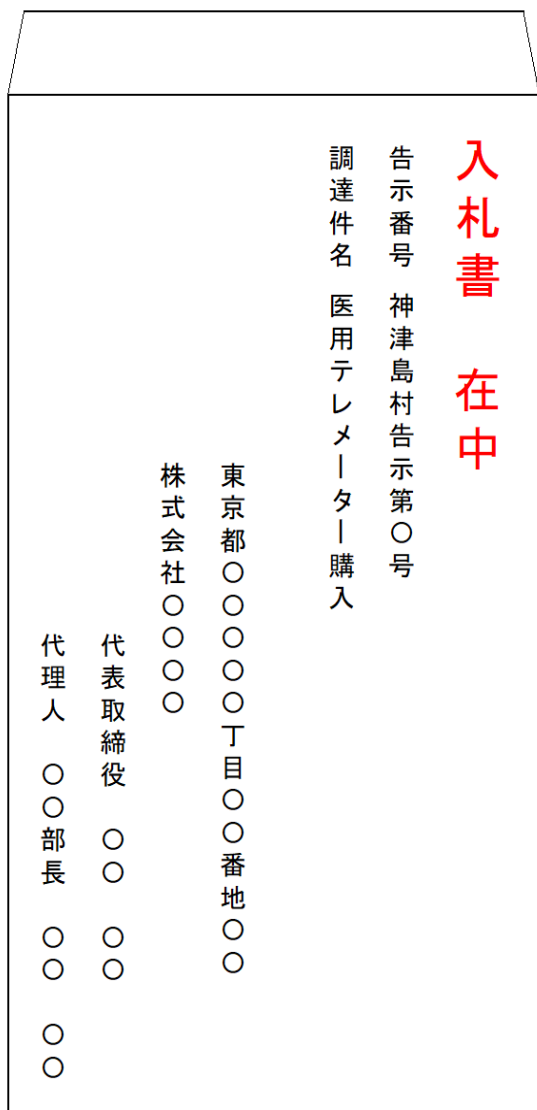 入札書　在中
告示番号　神津島村告示第〇号
調達件名　医用テレメーター購入
東京都〇〇〇〇〇丁目〇〇番地〇〇
株式会社〇〇〇〇
代表取締役　〇〇　〇〇
代理人　〇〇部長　〇〇　〇〇